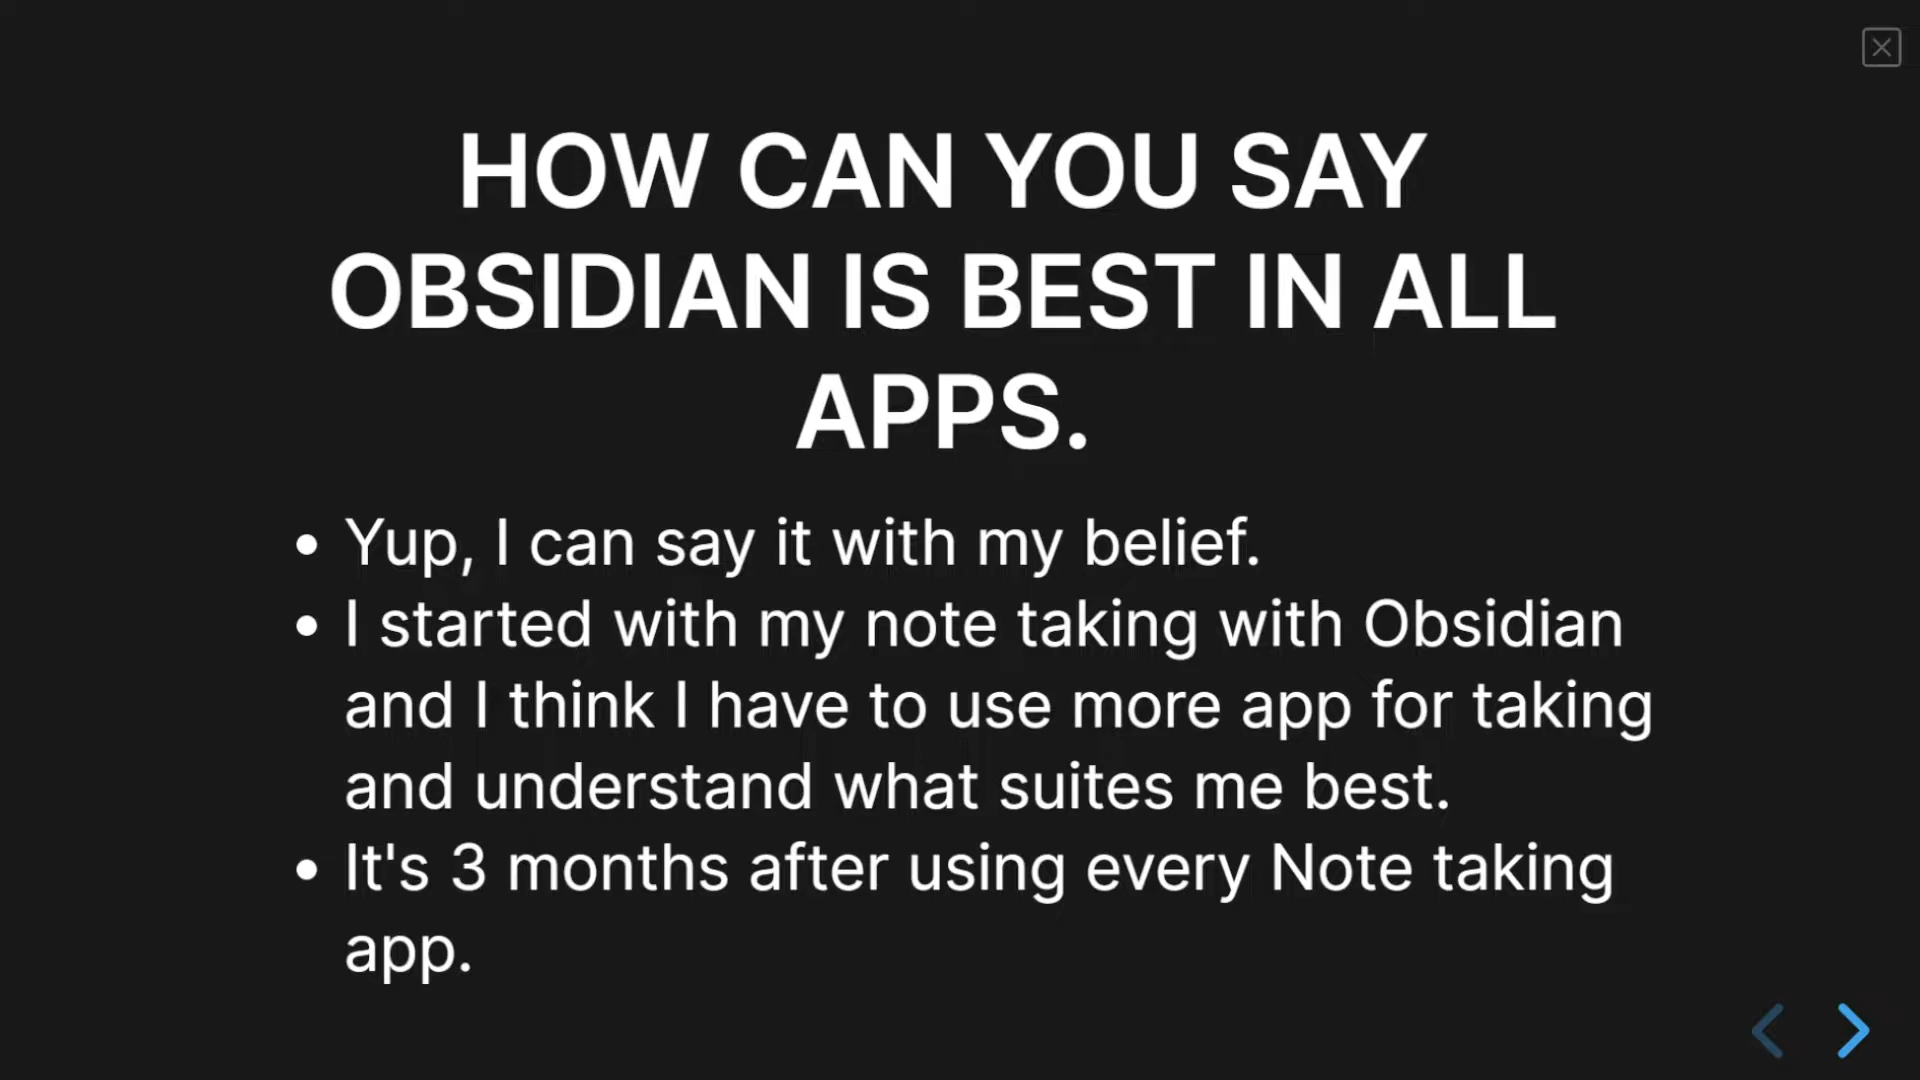 HOW CAN YOU SAY
OBSIDIAN IS BEST IN ALL
APPS.
• Yup, I can say it with my belief.
• I started with my note taking with Obsidian
and I think I have to use more app for taking
and understand what suites me best.
• It's 3 months after using every Note taking
app.